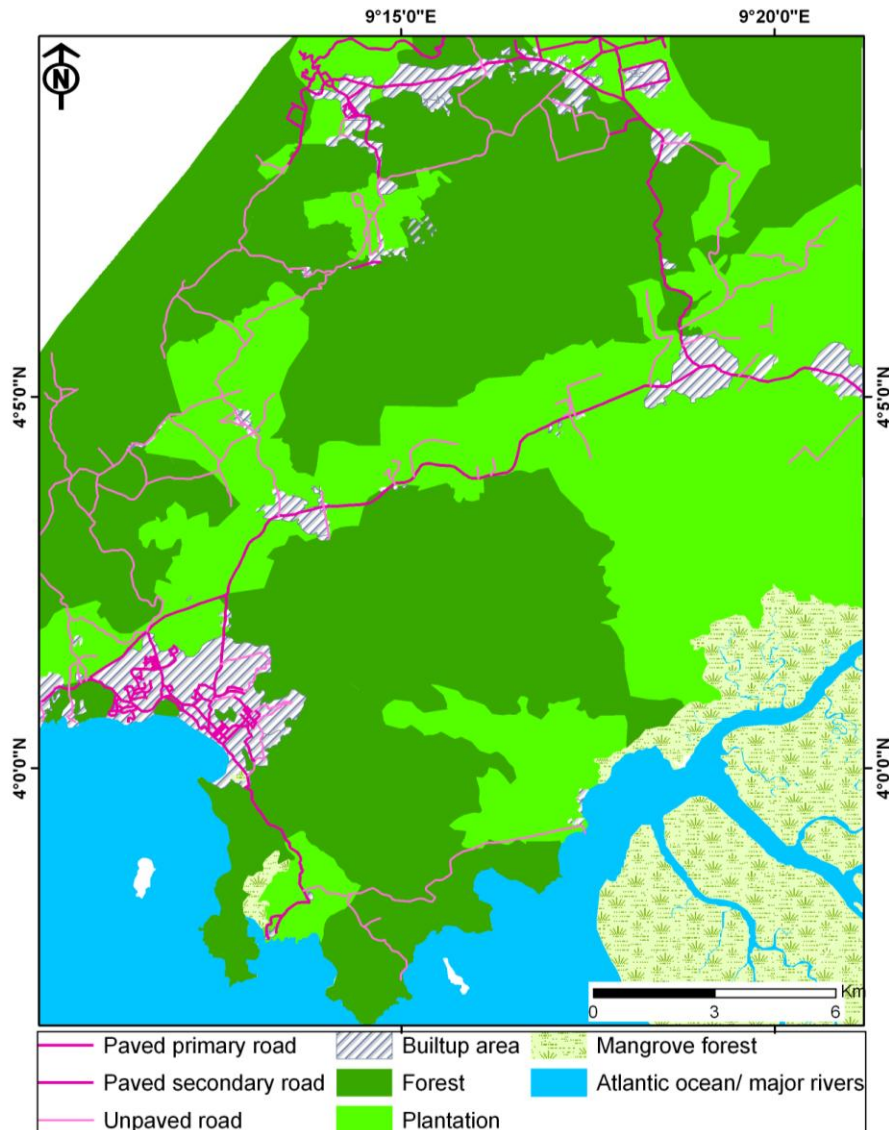 9°15'0"E 9°20'0"E
N
4°5'0"N 4°5'0"N
4°0'0"N 4°0'0"N
Km
0 3 6
Paved primary road Builtup area Mangrove forest
Paved secondary road Forest Atlantic ocean/ major rivers
Unpaved road Plantation